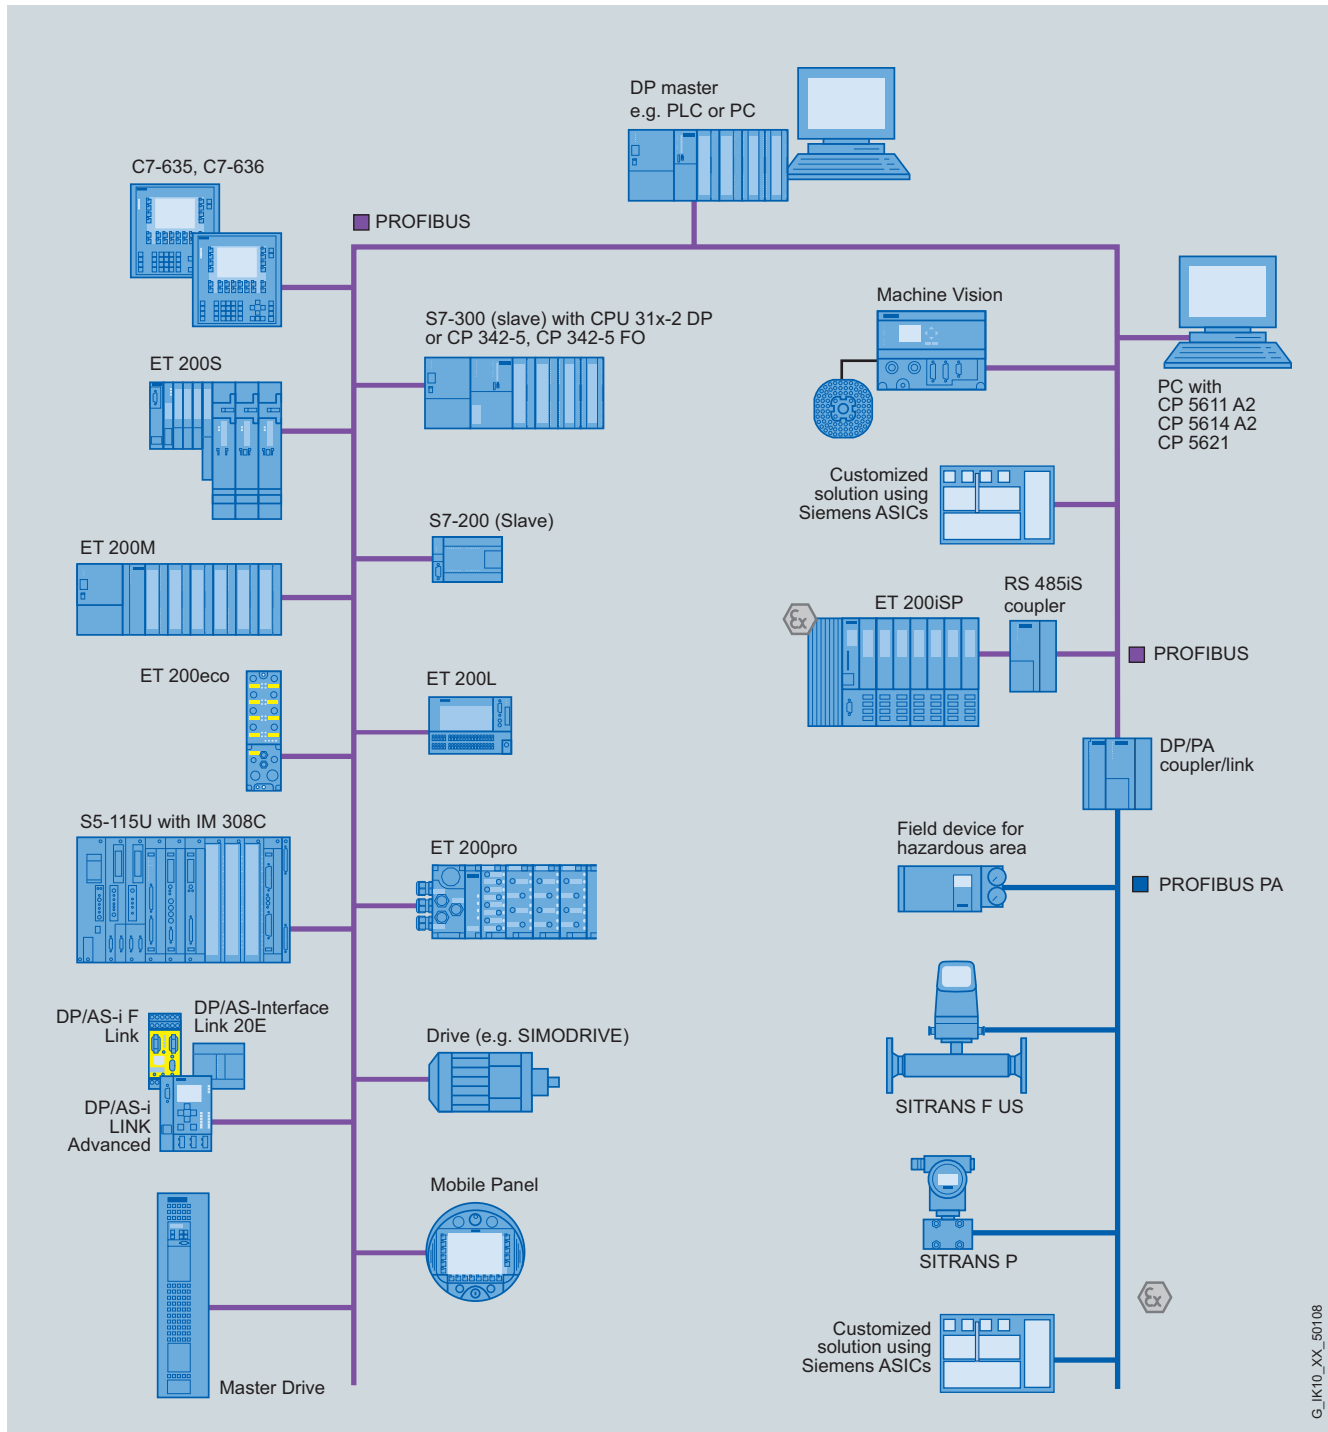 DP master
e.g. PLC or PC
C7-635, C7-636
PROFIBUS
Machine Vision
S7-300 (slave) with CPU 31x-2 DP
or CP 342-5, CP 342-5 FO
ET 200S
PC with
CP 5611 A2
CP 5614 A2
CP 5621
Customized
solution using
Siemens ASICs
S7-200 (Slave)
ET 200M
RS 485iS
coupler
ET 200iSP
Ex
PROFIBUS
ET 200eco
ET 200L
DP/PA
coupler/link
S5-115U with IM 308C
ET 200pro
Field device for
hazardous area
PROFIBUS PA
DP/AS-i F
Link
DP/AS-Interface
Link 20E
Drive (e.g. SIMODRIVE)
DP/AS-i
LINK
Advanced
SITRANS F US
Mobile Panel
SITRANS P
Ex
Customized
solution using
Siemens ASICs
Master Drive
G_IK10_XX_50108